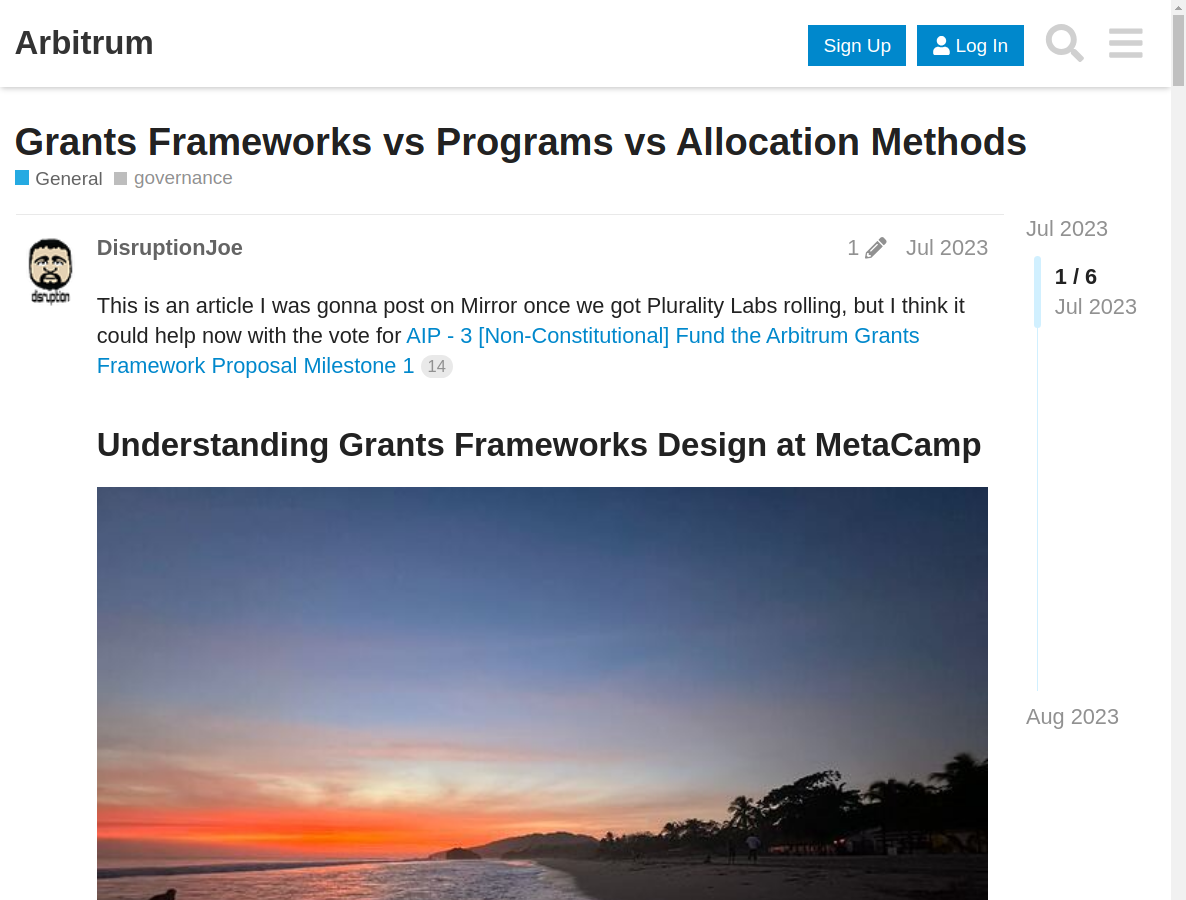 Arbitrum
Sign Up
Log In
Grants Frameworks vs Programs vs Allocation Methods
General governance
Jul 2023
DisruptionJoe
1 Jul 2023
1 / 6
Jul 2023
disruption
This is an article I was gonna post on Mirror once we got Plurality Labs rolling, but I think it
could help now with the vote for AIP - 3 [Non-Constitutional] Fund the Arbitrum Grants
Framework Proposal Milestone 1 14
Understanding Grants Frameworks Design at MetaCamp
Aug 2023